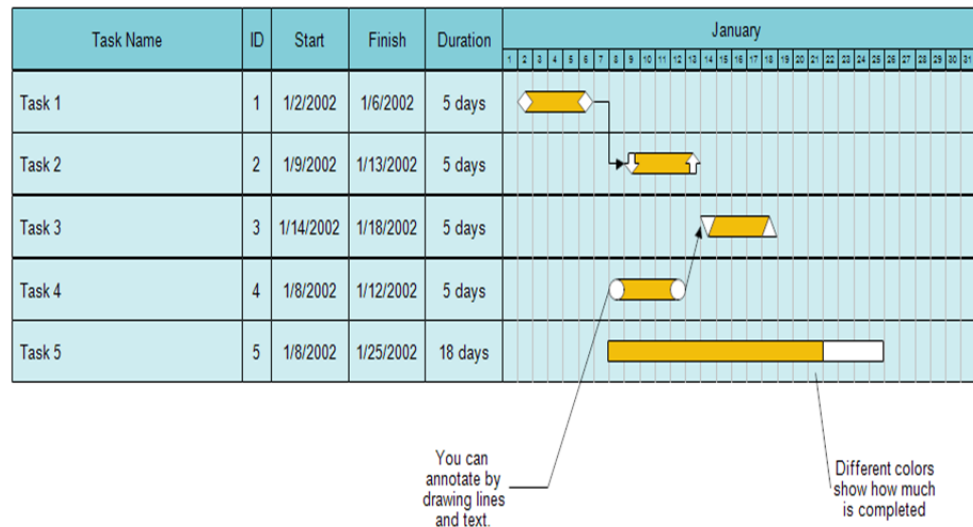 January
Task Name ID Start Finish Duration
1 2 3 4 5 6 7 8 9 10 11 12 13 14 15 16 17 18 19 20 21 22 23 24 25 26 27 28 29 30 31
Task 1 1 1/2/2002 1/6/2002 5 days
Task 2 2 1/9/2002 1/13/2002 5 days
Task 3 3 1/14/2002 1/18/2002 5 days
Task 4 4 1/8/2002 1/12/2002 5 days
Task 5 5 1/8/2002 1/25/2002 18 days
You can
annotate by
drawing lines
and text.
Different colors
show how much
is completed